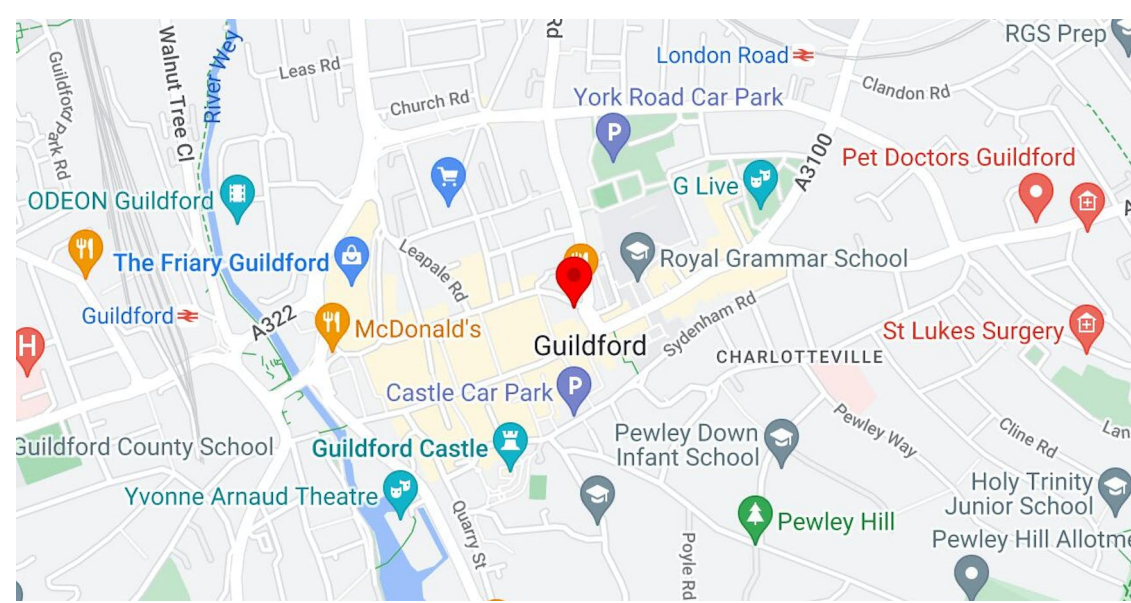 RGS Prep
London Road
Rd
Walnut Tree Cl
River Wey
Guildford Park Rd
Leas Rd
Clandon Rd
Church Rd
York Road Car Park
P
A3100
Pet Doctors Guildford
G Live
ODEON Guildford
The Friary Guildford
Leapale Rd
Royal Grammar School
Guildford
A322
McDonald's
Sydenham Rd
St Lukes Surgery
H
Guildford
CHARLOTTEVILLE
Castle Car Park
P
Pewley Way
Cline Rd
Lan
Guildford County School
Guildford Castle
Pewley Down
Infant School
Yvonne Arnaud Theatre
Quarry St
Holy Trinity
Junior School
Pewley Hill
Poyle Rd
Pewley Hill Allotme